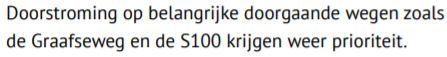 Doorstroming op belangrijke doorgaande wegen zoals
de Graafseweg en de S100 krijgen weer prioriteit.